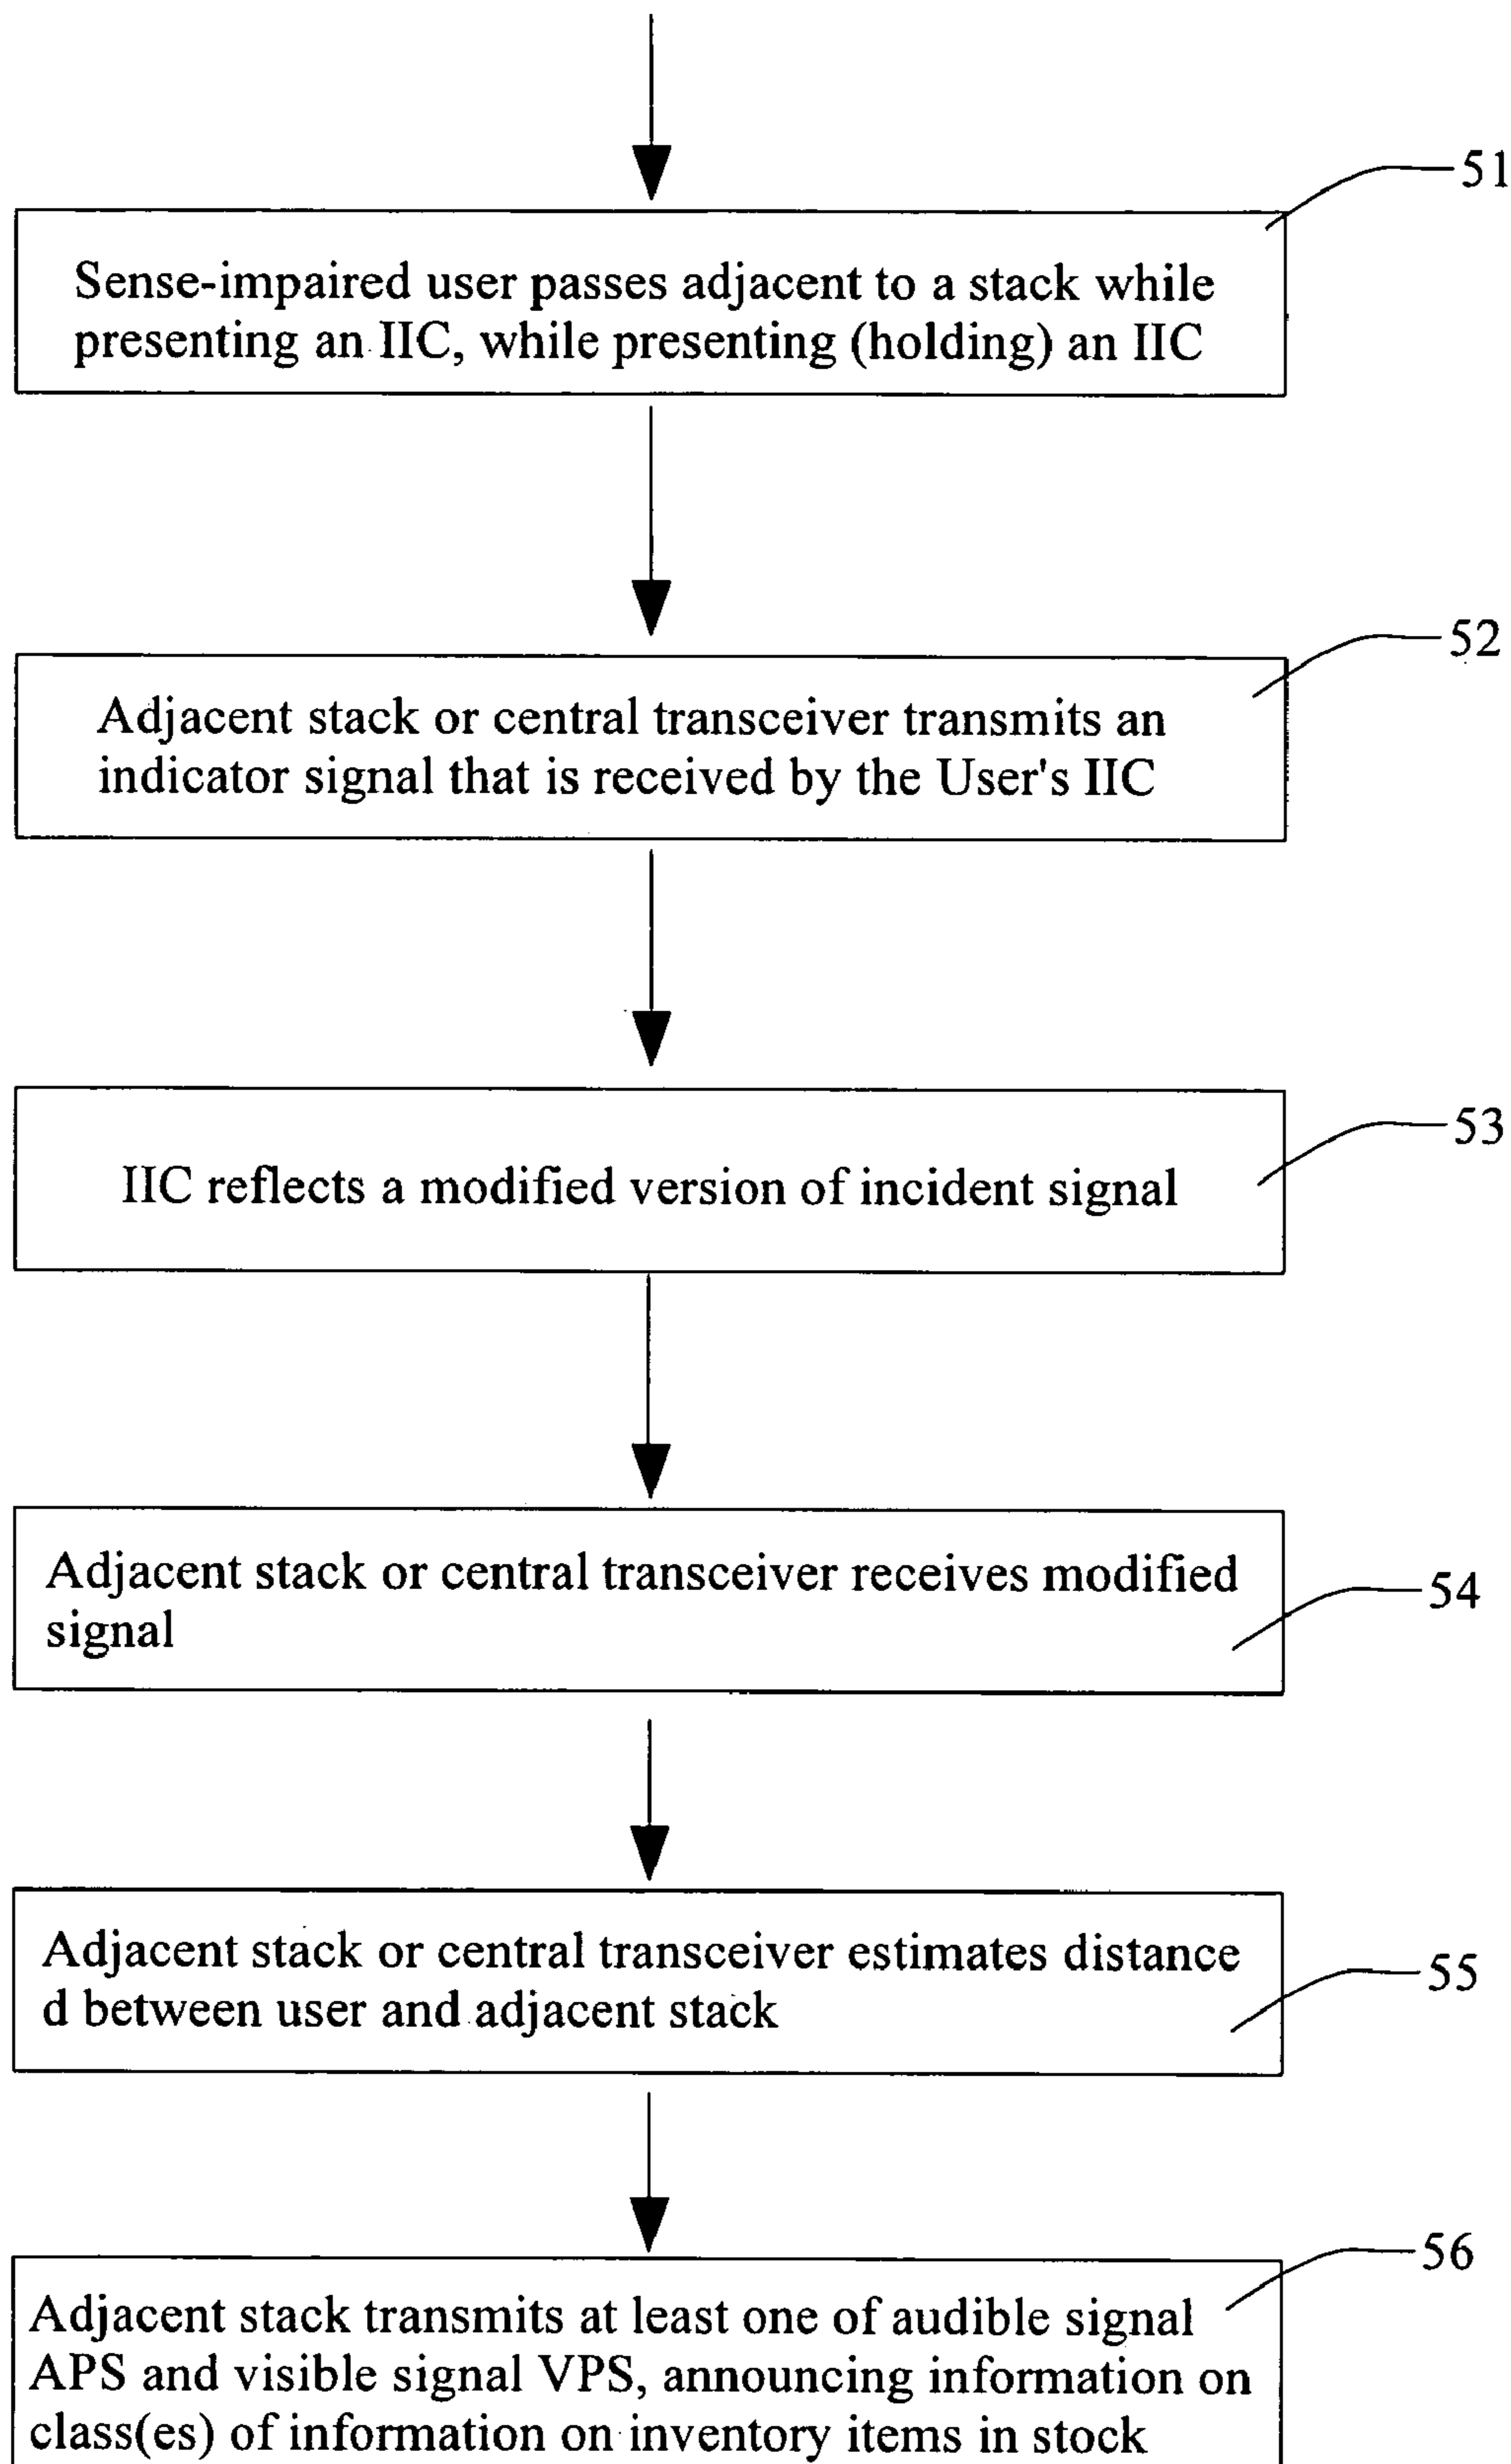 51
Sense-impaired user passes adjacent to a stack while
presenting an IIC, while presenting (holding) an IIC
52
Adjacent stack or central transceiver transmits an
indicator signal that is received by the User's IIC
53
IIC reflects a modified version of incident signal
Adjacent stack or central transceiver receives modified
signal
54
Adjacent stack or central transceiver estimates distance
d between user and adjacent stack
55
56
Adjacent stack transmits at least one of audible signal
APS and visible signal VPS, announcing information on
class(es) of information on inventory items in stock